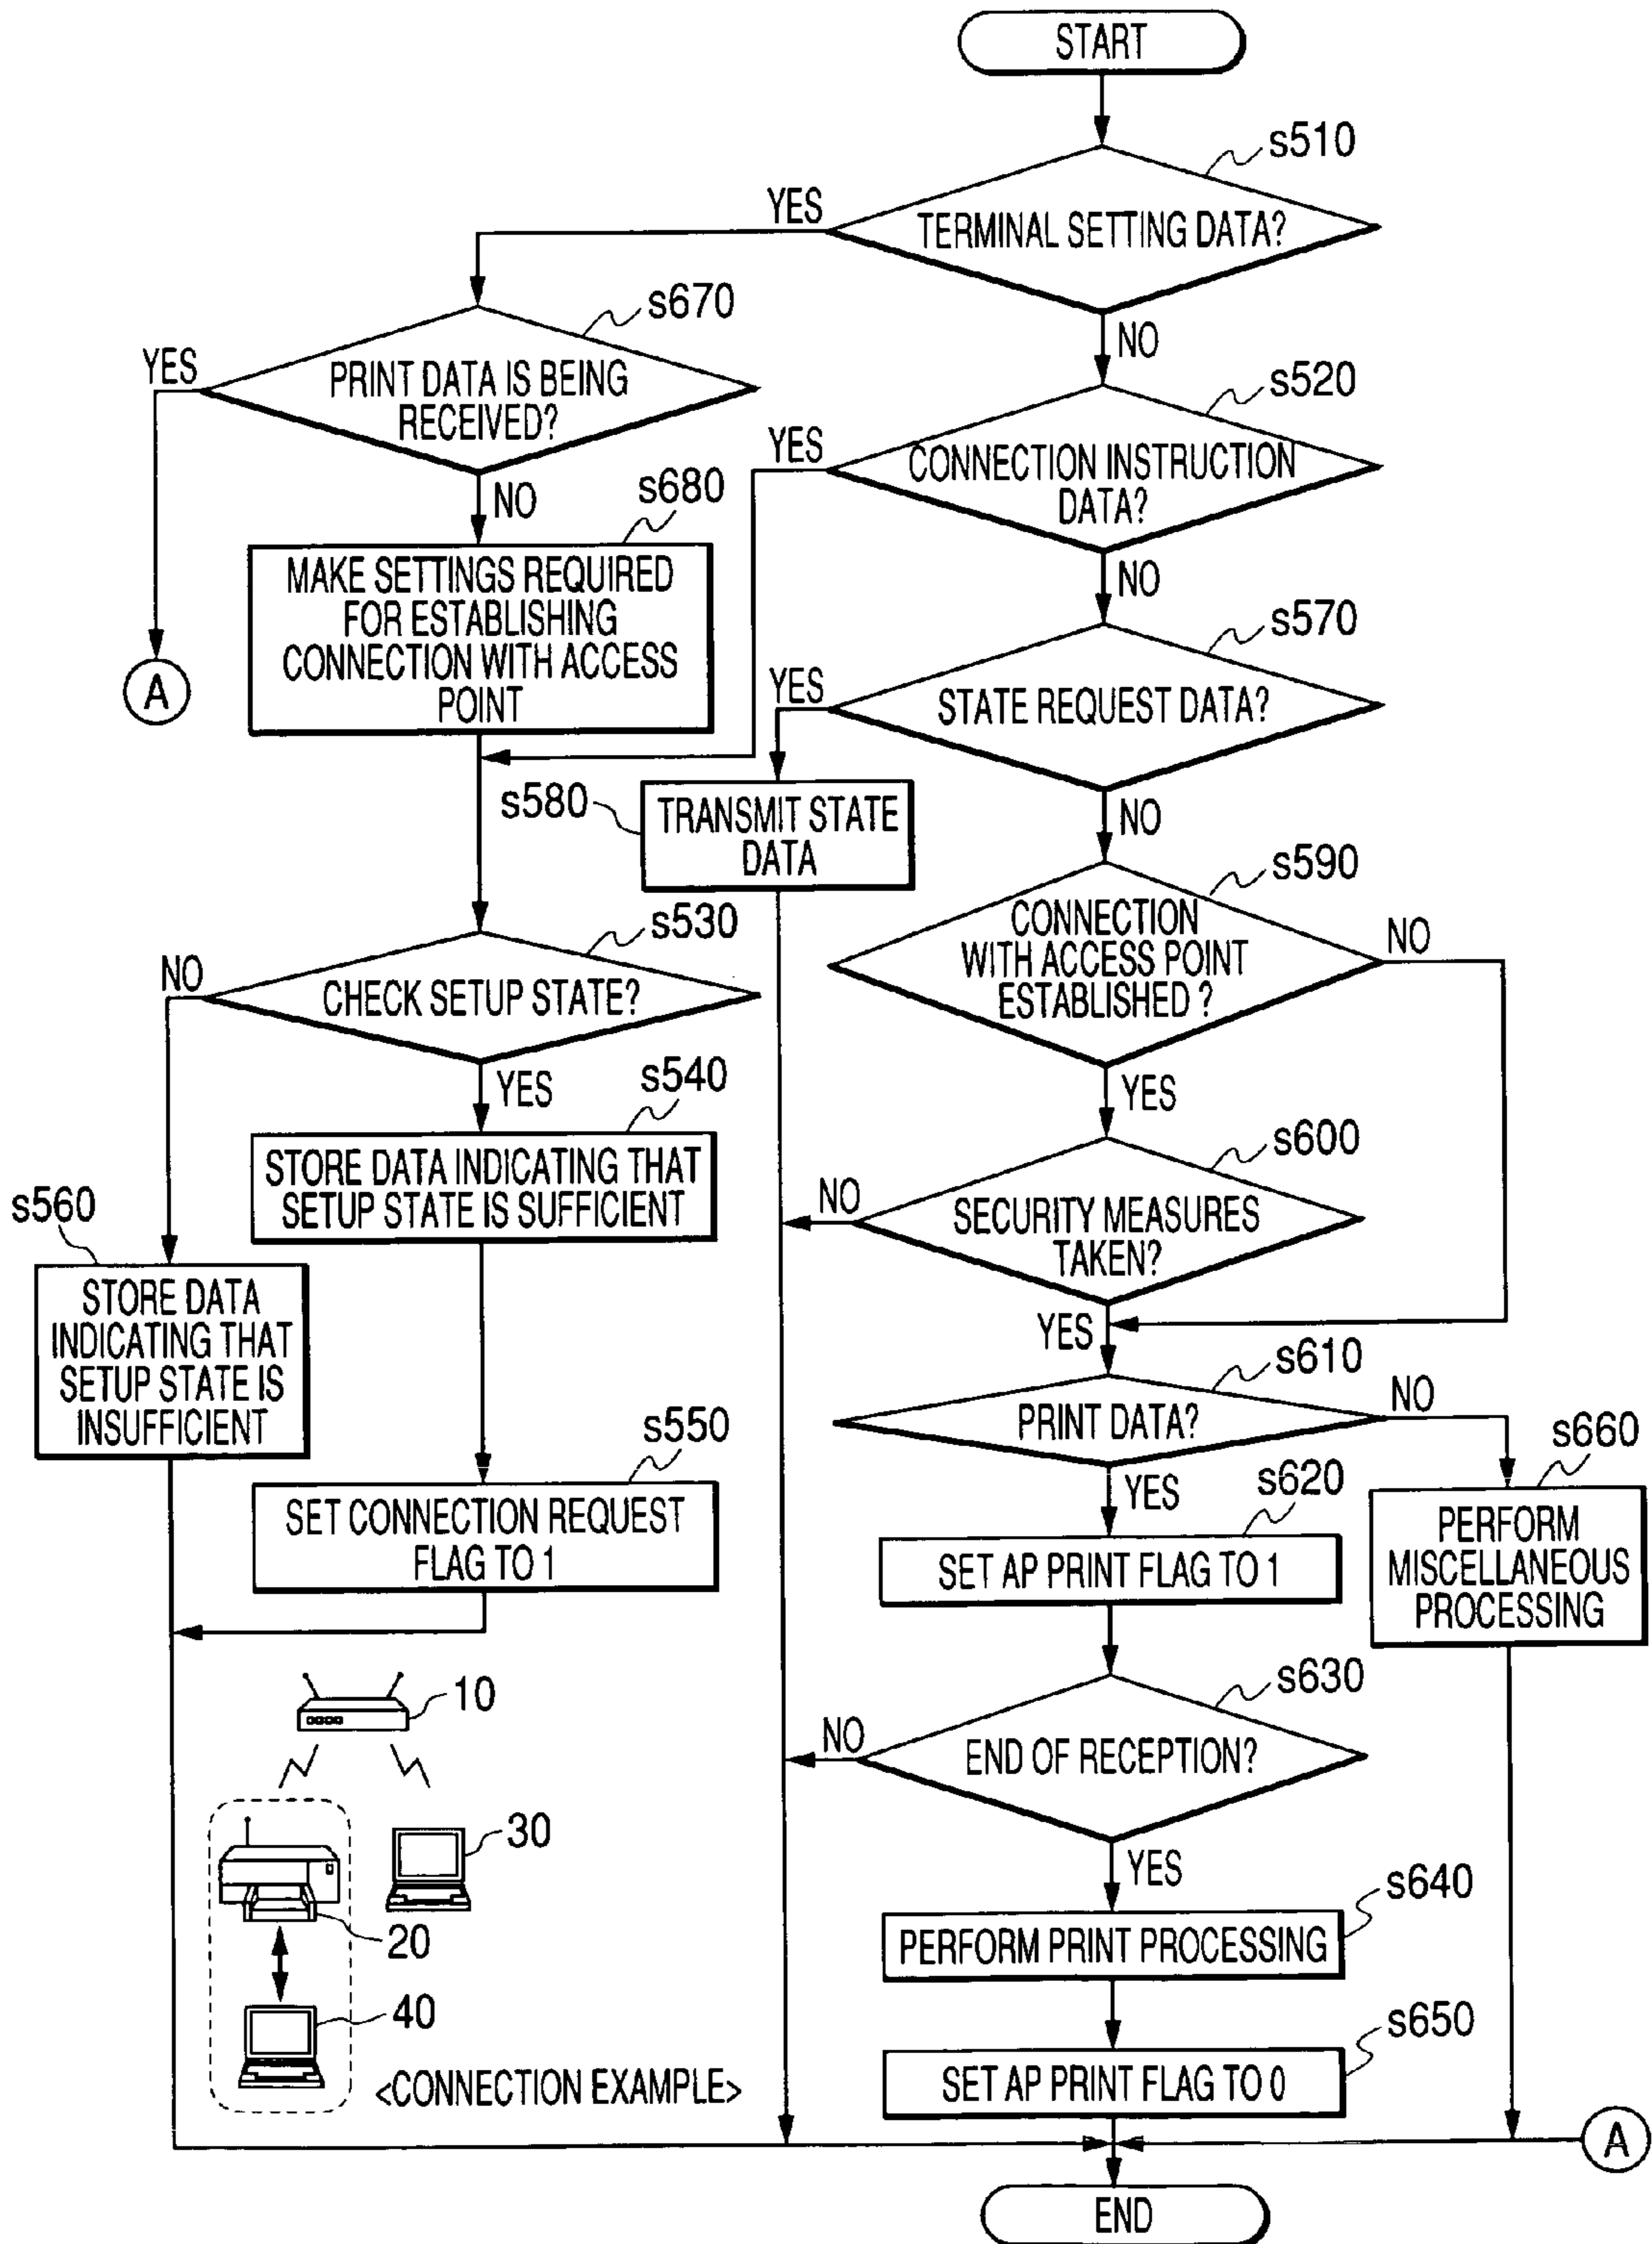 START
s510
YES
TERMINAL SETTING DATA?
NO
s670
YES
PRINT DATA IS BEING
RECEIVED?
NO
s520
YES
CONNECTION INSTRUCTION
DATA?
NO
s680
MAKE SETTINGS REQUIRED
FOR ESTABLISHING
CONNECTION WITH ACCESS
POINT
A
s570
YES
STATE REQUEST DATA?
NO
s580
TRANSMIT STATE
DATA
s590
CONNECTION
WITH ACCESS POINT
ESTABLISHED ?
NO
YES
s530
NO
CHECK SETUP STATE?
YES
s540
STORE DATA INDICATING THAT
SETUP STATE IS SUFFICIENT
s600
NO
SECURITY MEASURES
TAKEN?
YES
s560
STORE DATA
INDICATING THAT
SETUP STATE IS
INSUFFICIENT
s550
SET CONNECTION REQUEST
FLAG TO 1
s610
PRINT DATA?
NO
YES
s660
PERFORM
MISCELLANEOUS
PROCESSING
s620
SET AP PRINT FLAG TO 1
s630
NO
END OF RECEPTION?
YES
10
30
20
40
<CONNECTION EXAMPLE>
s640
PERFORM PRINT PROCESSING
s650
SET AP PRINT FLAG TO 0
A
END